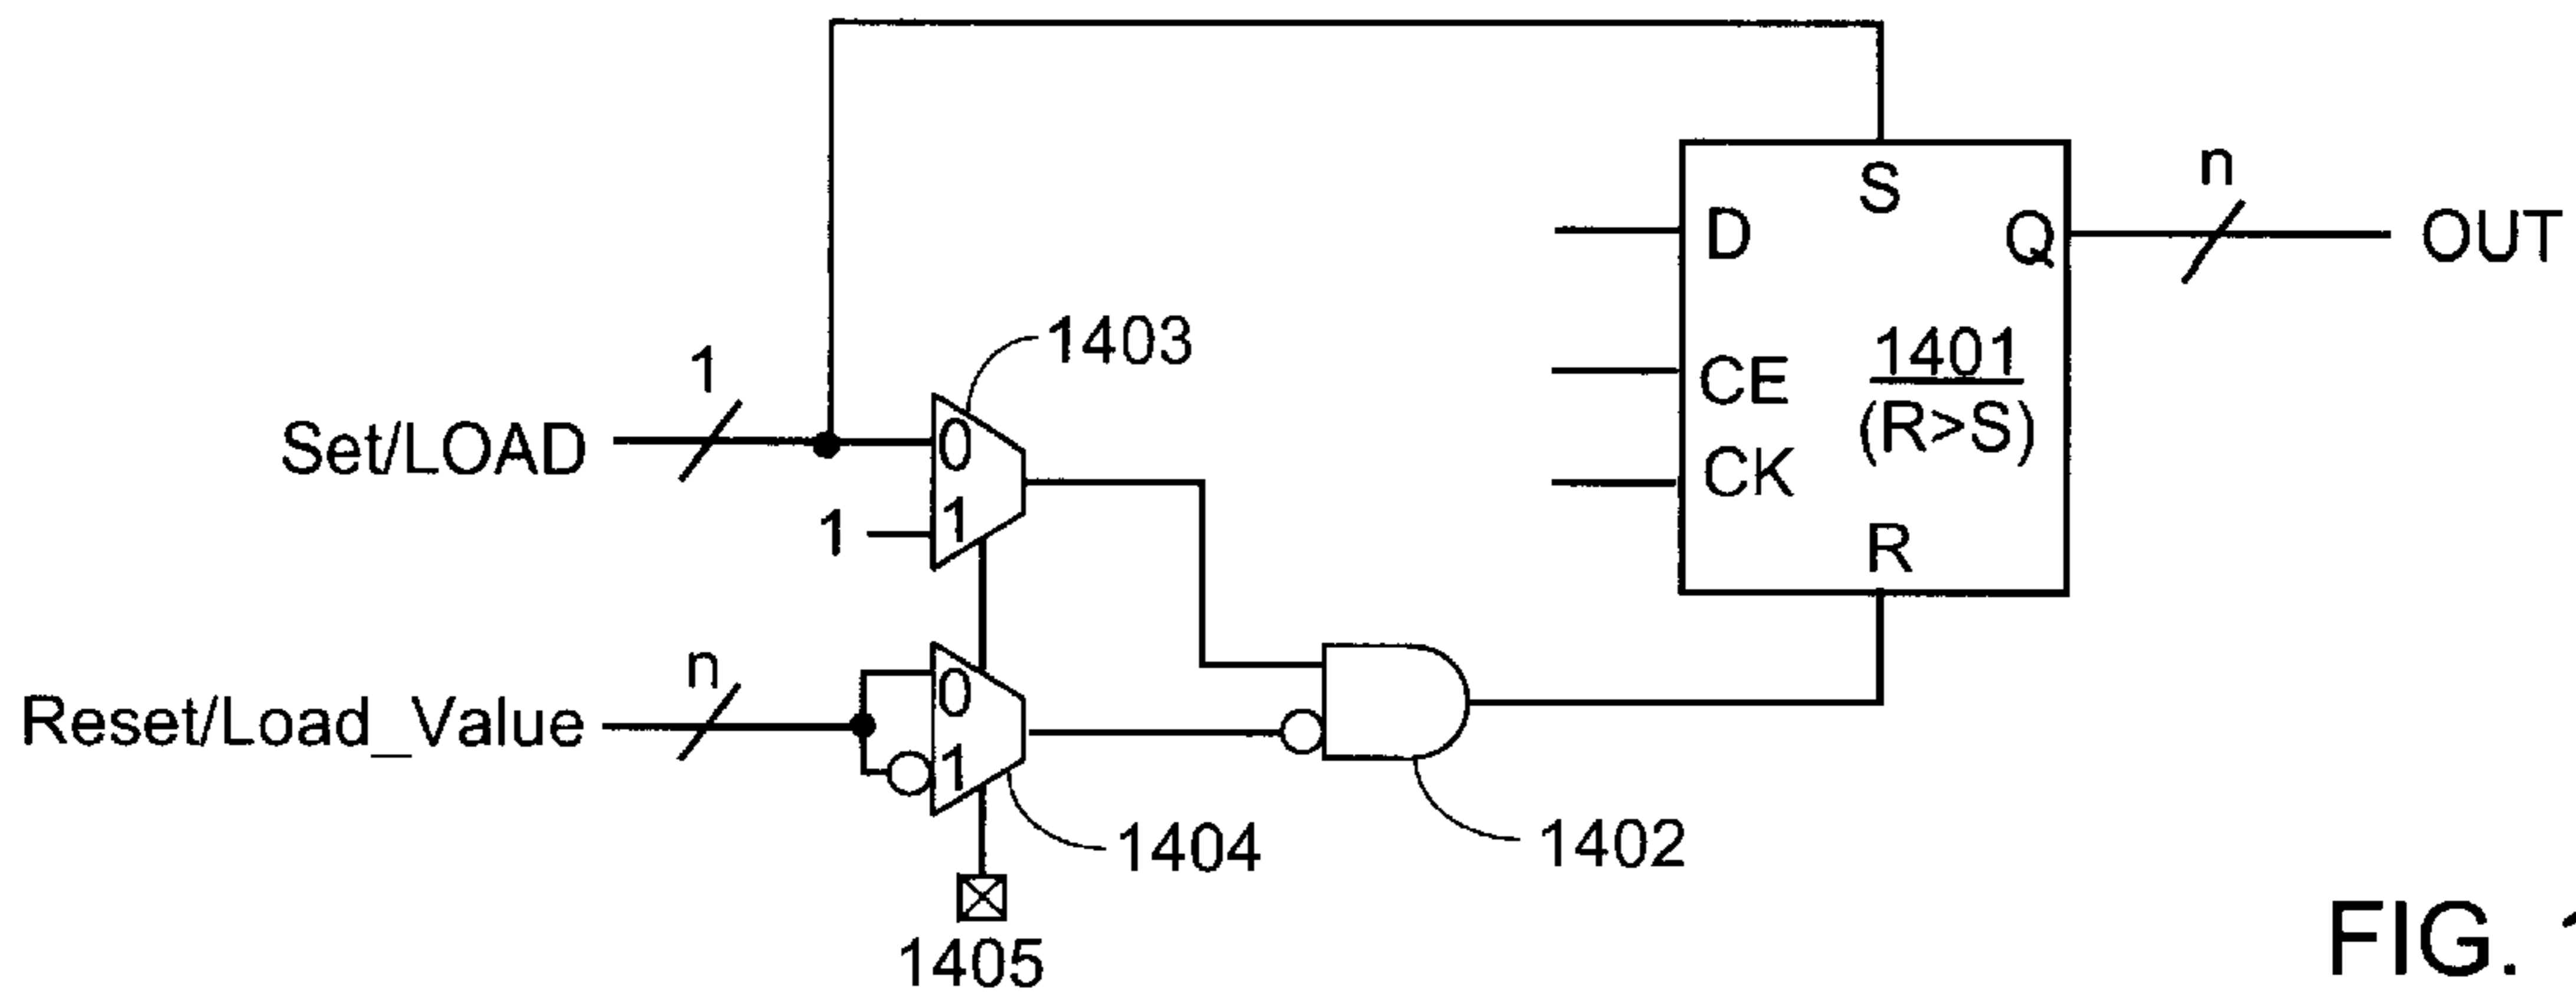 n
S
D
Q
OUT
1403
1401
1
CE
(R>S)
Set/LOAD
0
CK
1
1
R
n
0
Reset/Load_Value
1
1404
1402
1405
FIG.